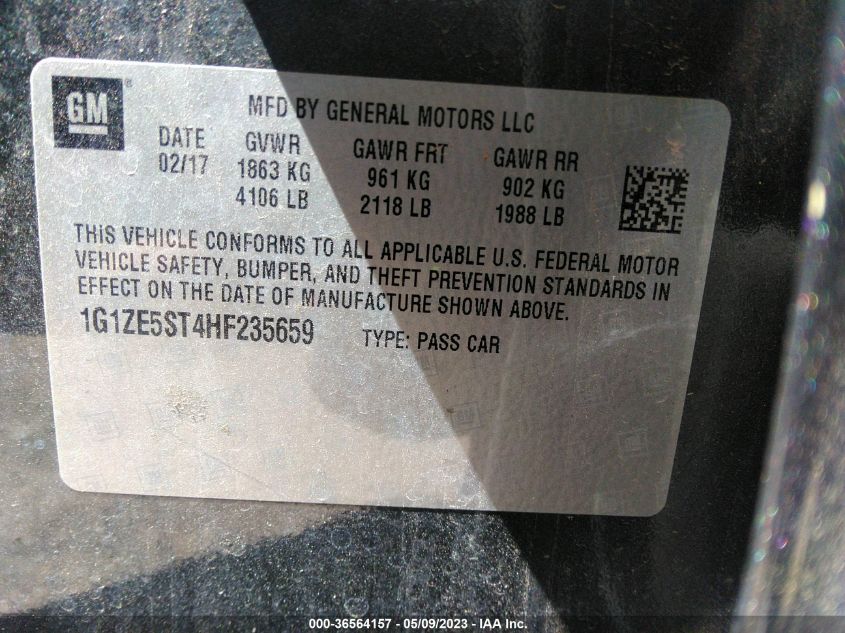 GM ®
MFD BY GENERAL MOTORS LLC
DATE GVWR GAWR FRT GAWR RR
02/17 1863 KG 961 KG 902 KG
4106 LB 2118 LB 1988 LB
THIS VEHICLE CONFORMS TO ALL APPLICABLE U.S. FEDERAL MOTOR
VEHICLE SAFETY, BUMPER, AND THEFT PREVENTION STANDARDS IN
EFFECT ON THE DATE OF MANUFACTURE SHOWN ABOVE.
1G1ZE5ST4HF235659 TYPE: PASS CAR
000-36564157 - 05/09/2023 - IAA Inc.